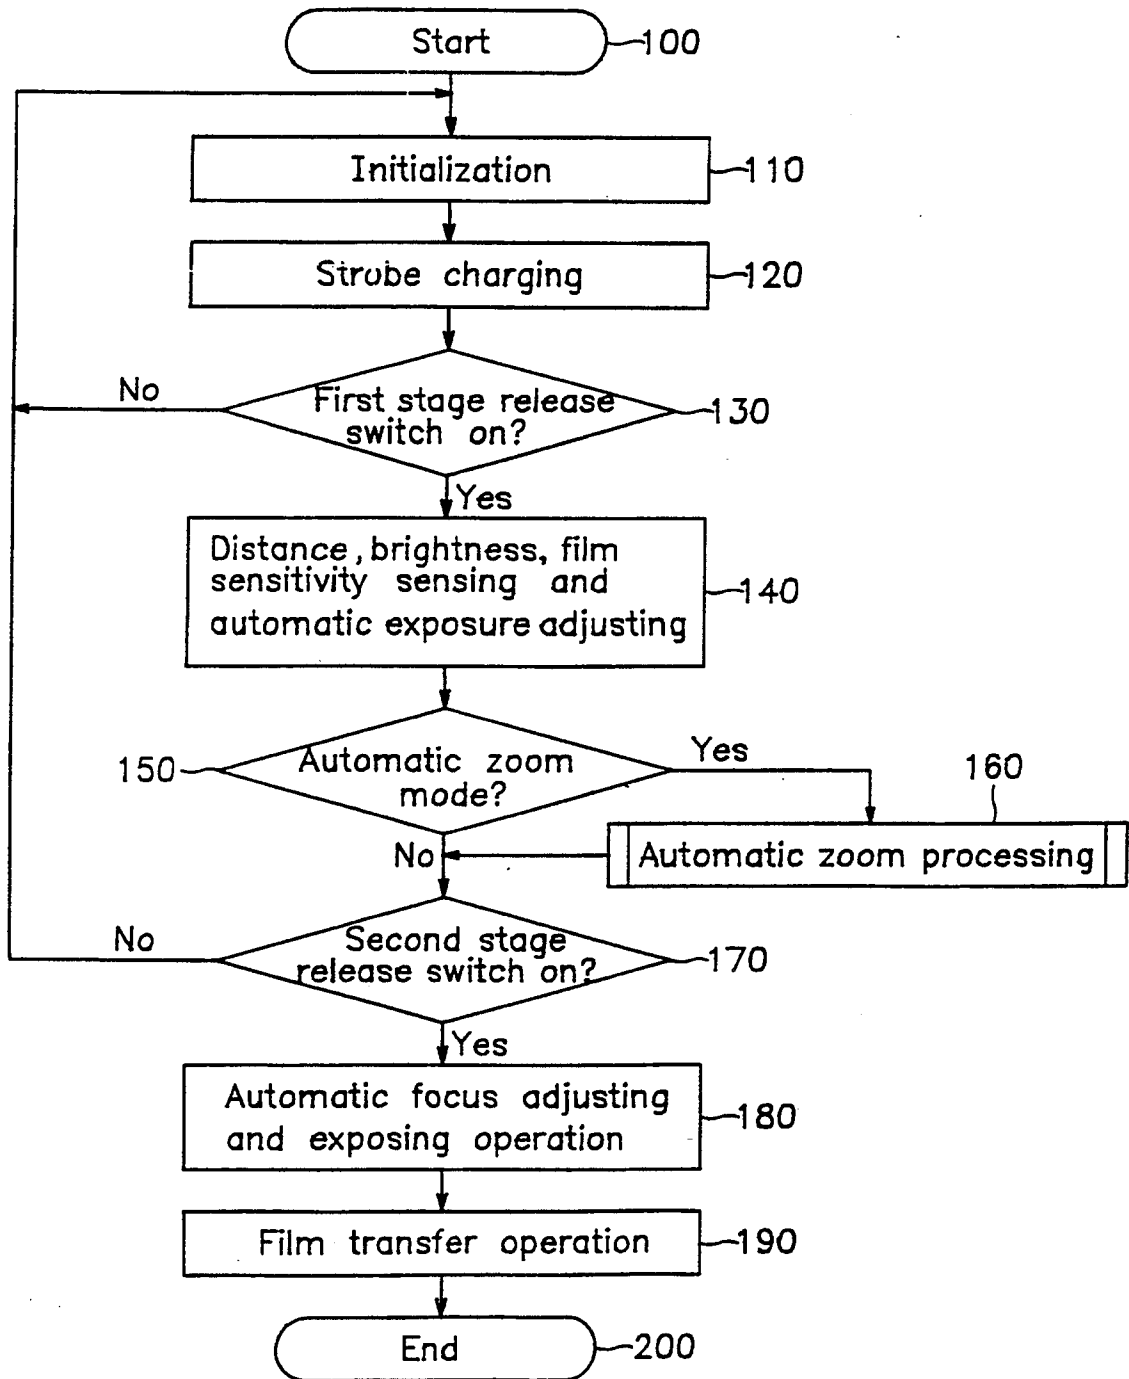 Start
100
Initialization
110
Strobe charging
120
No
First stage release
switch on?
130
Yes
Distance, brightness, film
sensitivity sensing and
automatic exposure adjusting
140
150
Automatic zoom
mode?
Yes
160
No
Automatic zoom processing
No
Second stage
release switch on?
170
Yes
Automatic focus adjusting
and exposing operation
180
Film transfer operation
190
End
200